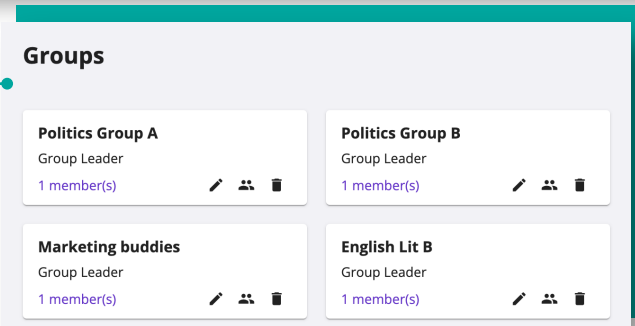 Groups
Politics Group A
Group Leader
1 member(s)
Politics Group B
Group Leader
1 member(s)
Marketing buddies
Group Leader
1 member(s)
English Lit B
Group Leader
1 member(s)